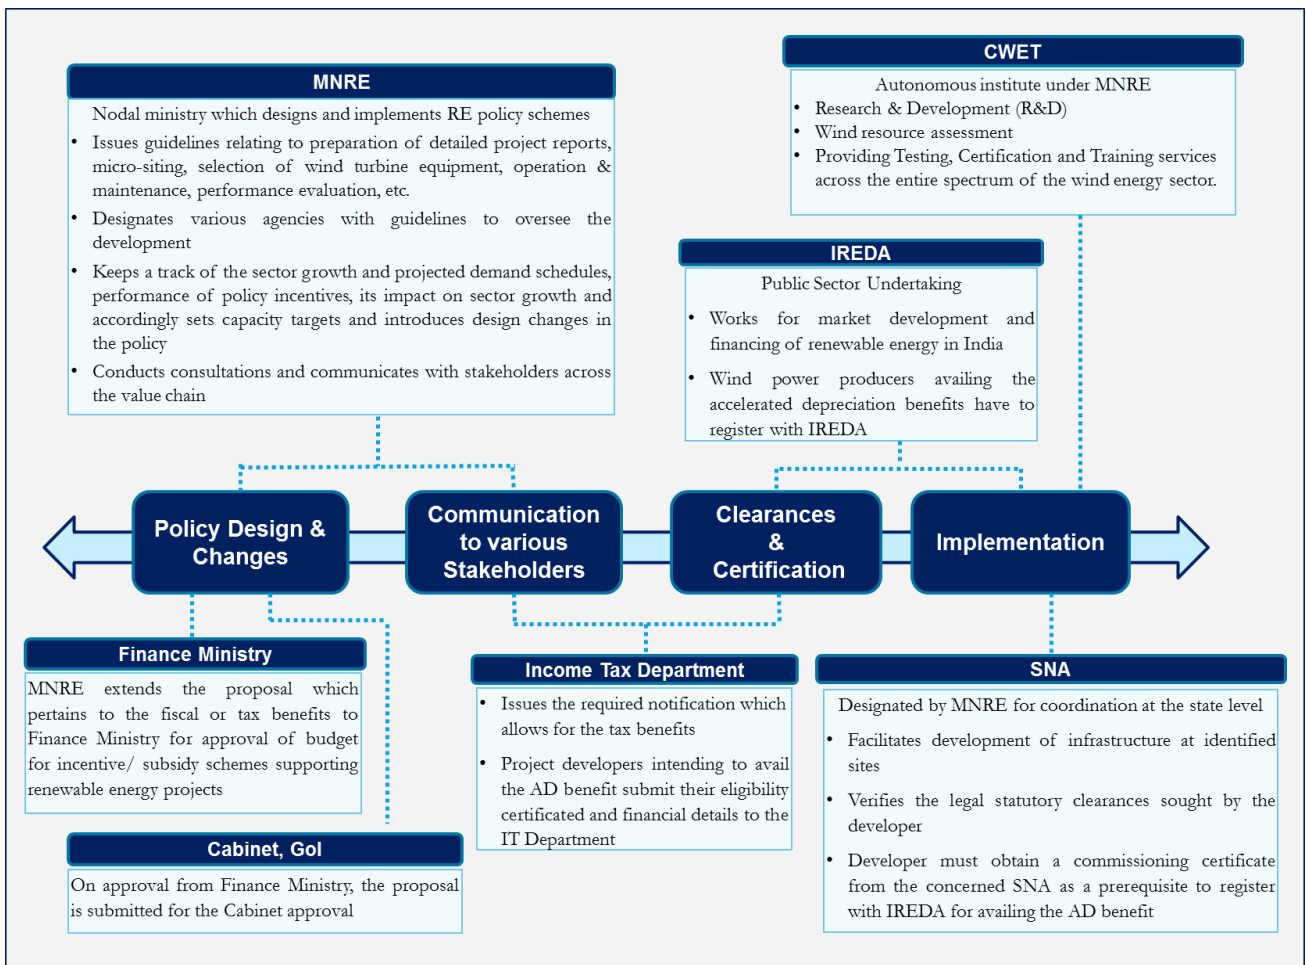 MNRE
Nodal ministry which designs and implements RE policy schemes
• Issues guidelines relating to preparation of detailed project reports,
micro-siting, selection of wind turbine equipment, operation &
maintenance, performance evaluation, etc.
• Designates various agencies with guidelines to oversee the
development
• Keeps a track of the sector growth and projected demand schedules,
performance of policy incentives, its impact on sector growth and
accordingly sets capacity targets and introduces design changes in
the policy
• Conducts consultations and communicates with stakeholders across
the value chain
CWET
Autonomous institute under MNRE
• Research & Development (R&D)
• Wind resource assessment
• Providing Testing, Certification and Training services
across the entire spectrum of the wind energy sector.
IREDA
Public Sector Undertaking
• Works for market development and
financing of renewable energy in India
• Wind power producers availing the
accelerated depreciation benefits have to
register with IREDA
Policy Design &
Changes
Communication
to various
Stakeholders
Clearances
&
Certification
Implementation
Finance Ministry
MNRE extends the proposal which
pertains to the fiscal or tax benefits to
Finance Ministry for approval of budget
for incentive/ subsidy schemes supporting
renewable energy projects
Cabinet, GoI
On approval from Finance Ministry, the proposal
is submitted for the Cabinet approval
Income Tax Department
• Issues the required notification which
allows for the tax benefits
• Project developers intending to avail
the AD benefit submit their eligibility
certificated and financial details to the
IT Department
SNA
Designated by MNRE for coordination at the state level
• Facilitates development of infrastructure at identified
sites
• Verifies the legal statutory clearances sought by the
developer
• Developer must obtain a commissioning certificate
from the concerned SNA as a prerequisite to register
with IREDA for availing the AD benefit